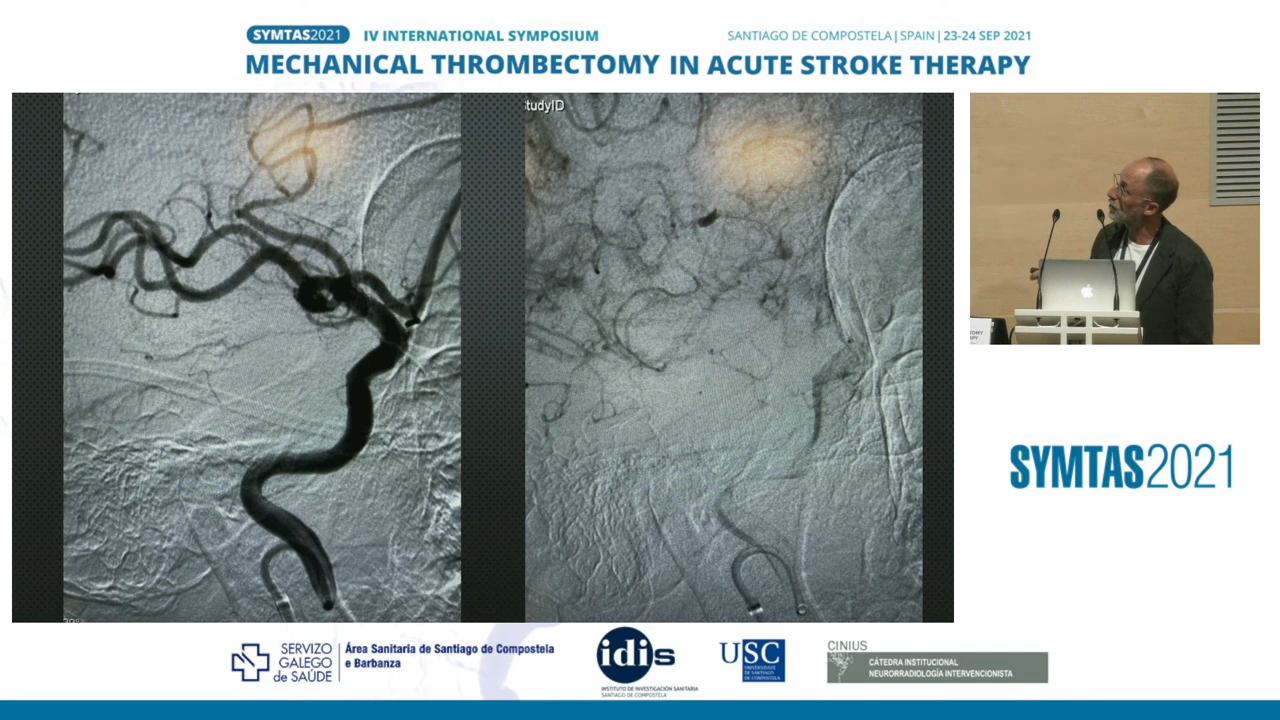 SYMTAS2021 IV INTERNATIONAL SYMPOSIUM
SANTIAGO DE COMPOSTELA | SPAIN | 23-24 SEP 2021
MECHANICAL THROMBECTOMY IN ACUTE STROKE THERAPY
tudyID
SYMTAS2021
SERVIZO
GALEGO
de SAÚDE
Área Sanitaria de Santiago de Compostela
e Barbanza
idis
INSTITUTO DE INVESTIGACIÓN SANITARIA
SANTIAGO DE COMPOSTELA
USC
UNIVERSIDADE
DE SANTIAGO
DE COMPOSTELA
CINIUS
CÁTEDRA INSTITUCIONAL
NEURORRADIOLOGÍA INTERVENCIONISTA